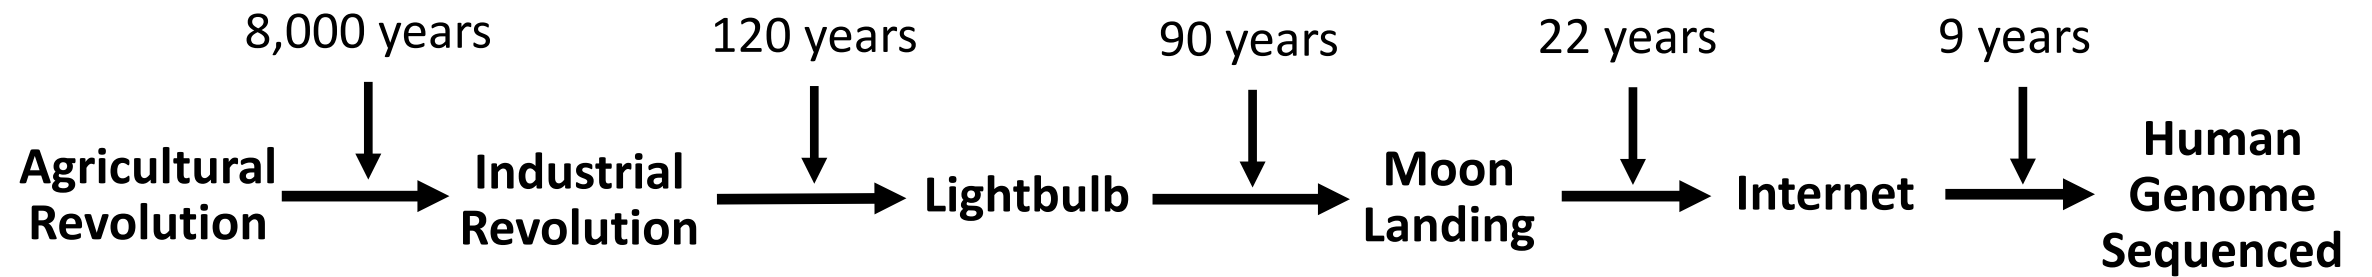 8,000 years
120 years
90 years
22 years
9 years
Agricultural
Revolution
Industrial
Revolution
Lightbulb
Moon
Landing
Internet
Human
Genome
Sequenced